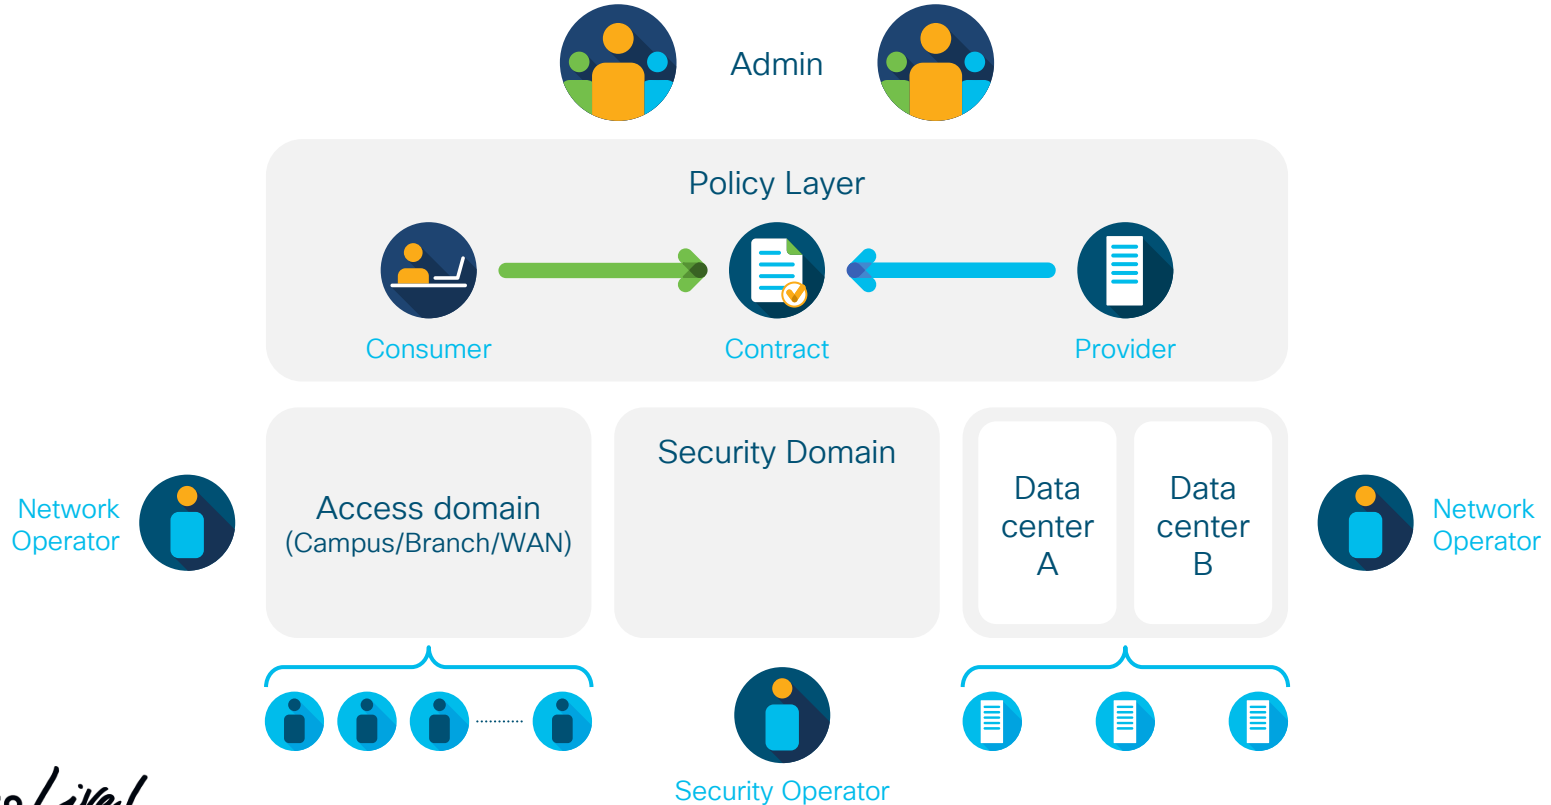 Admin
Policy Layer
Consumer
Contract
Provider
Network
Operator
Access domain
(Campus/Branch/WAN)
Security Domain
Data
center
A
Data
center
B
Network
Operator
Security Operator
Live!